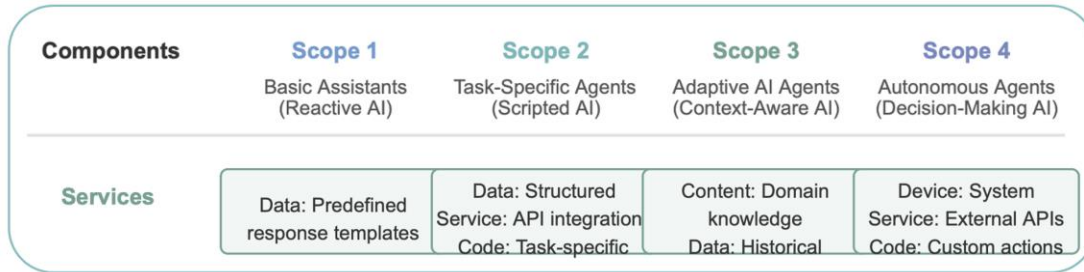 Components
Scope 1
Scope 2
Scope 3
Scope 4
Basic Assistants
(Reactive AI)
Task-Specific Agents
(Scripted AI)
Adaptive AI Agents
(Context-Aware AI)
Autonomous Agents
(Decision-Making AI)
Services
Data: Predefined
response templates
Data: Structured
Service: API integration
Code: Task-specific
Content: Domain
knowledge
Data: Historical
Device: System
Service: External APIs
Code: Custom actions